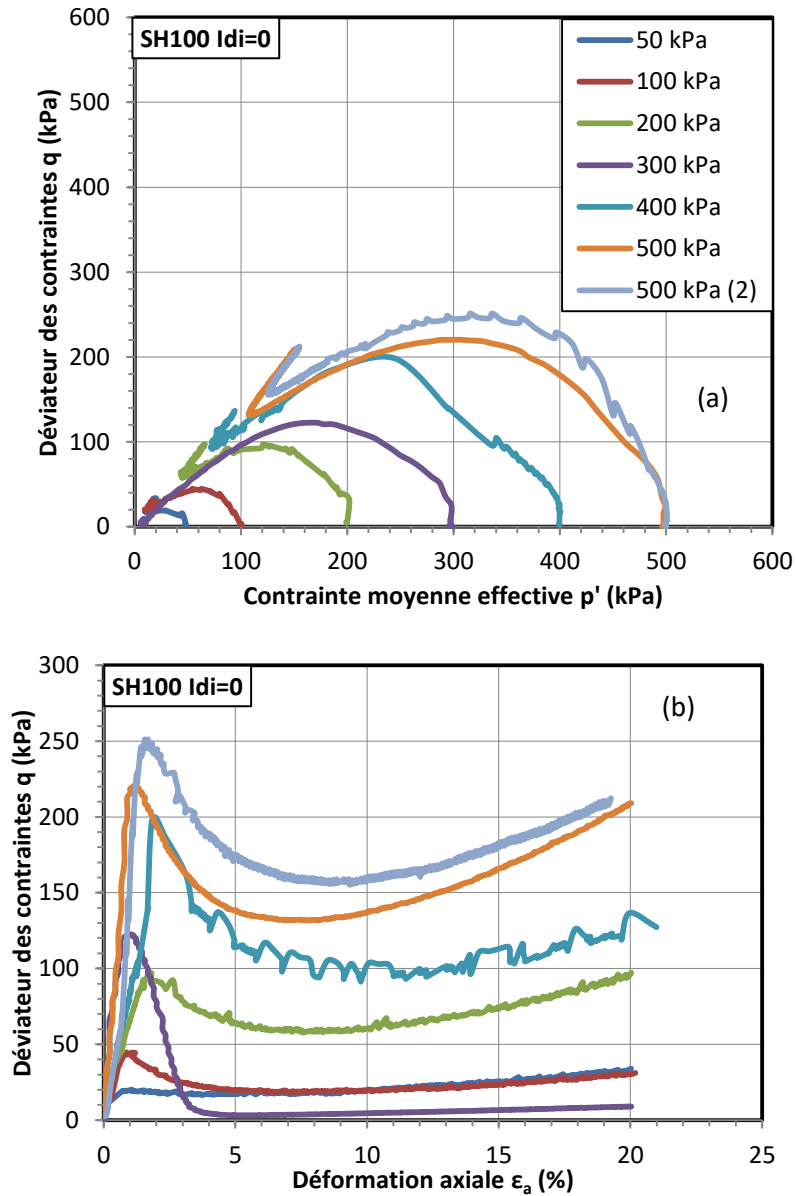 SH100 Idi=0
50 kPa
100 kPa
200 kPa
300 kPa
400 kPa
500 kPa
500 kPa (2)
(a)
Déviateur des contraintes q (kPa)
600
500
400
300
200
100
0
0 100 200 300 400 500 600
Contrainte moyenne effective p' (kPa)
SH100 Idi=0
(b)
Déviateur des contraintes q (kPa)
300
250
200
150
100
50
0
0 5 10 15 20 25
Déformation axiale εa (%)